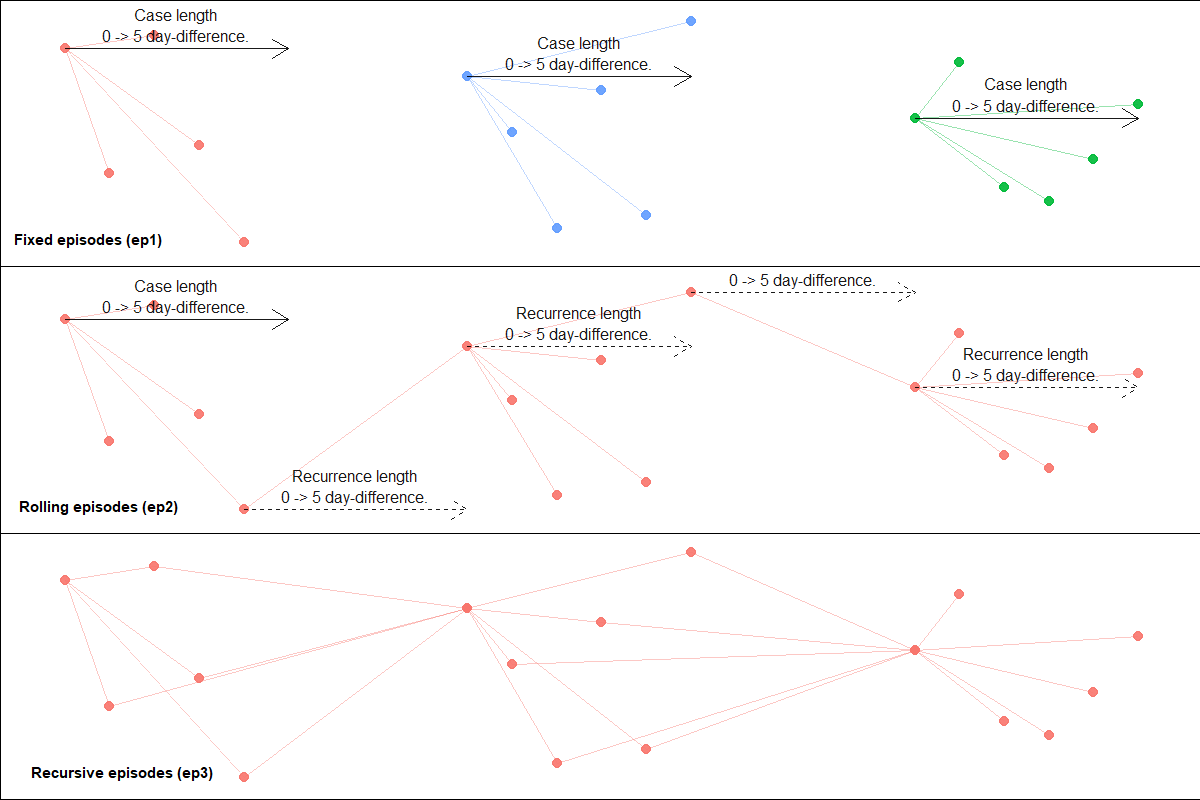 Case length
0 -> 5 day-difference.
Case length
0 -> 5 day-difference.
Case length
0 -> 5 day-difference.
Fixed episodes (ep1)
Case length
0 -> 5 day-difference.
0 -> 5 day-difference.
Recurrence length
0 -> 5 day-difference.
Recurrence length
0 -> 5 day-difference.
Recurrence length
0 -> 5 day-difference.
Rolling episodes (ep2)
Recursive episodes (ep3)